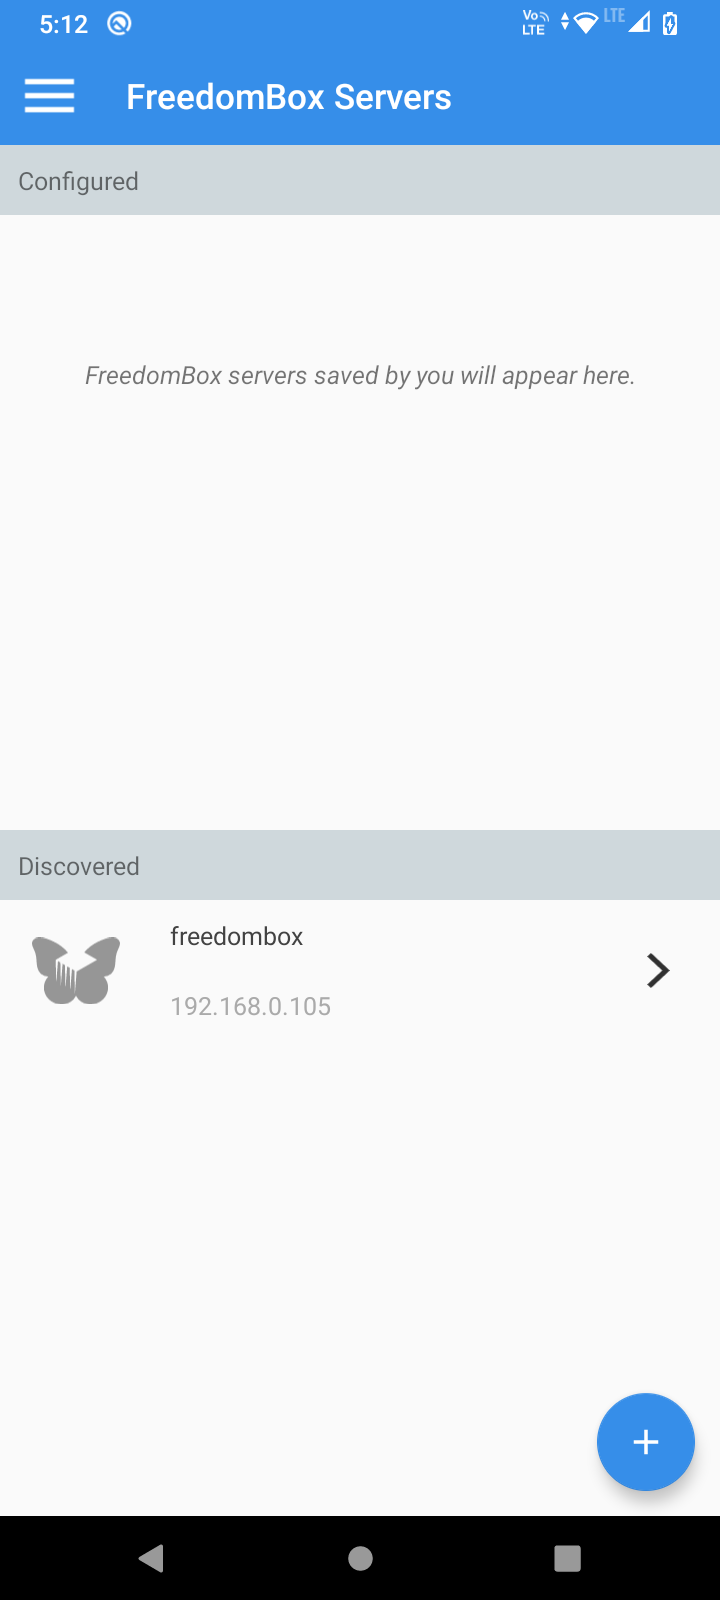 5:12
Vo
LTE
LTE
FreedomBox Servers
Configured
FreedomBox servers saved by you will appear here.
Discovered
freedombox
192.168.0.105